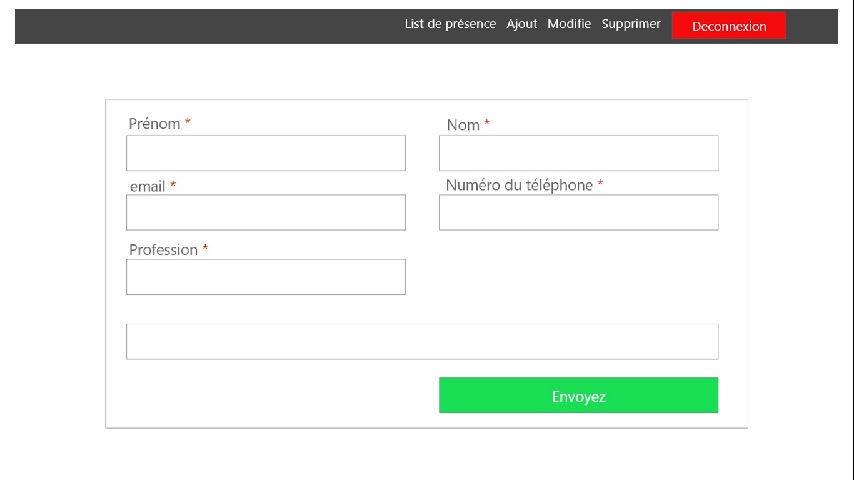 List de présence Ajout Modifie Supprimer Deconnexion
Prénom * Nom *
email * Numéro du téléphone *
Profession *
Envoyez